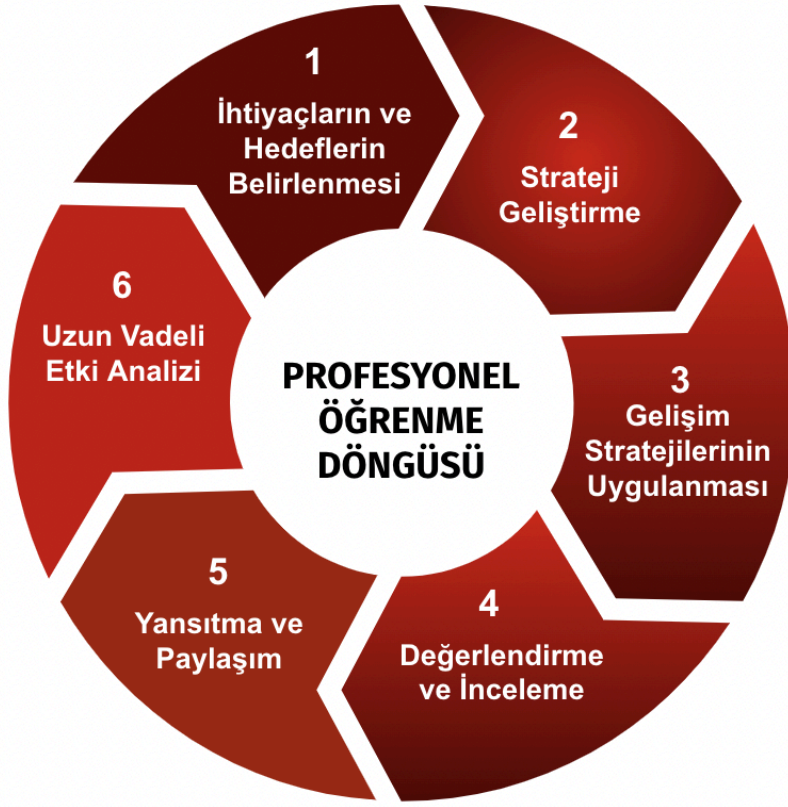 1
İhtiyaçların ve
Hedeflerin
Belirlenmesi
2
Strateji
Geliştirme
3
Gelişim
Stratejilerinin
Uygulanması
4
Değerlendirme
ve İnceleme
5
Yansıtma ve
Paylaşım
6
Uzun Vadeli
Etki Analizi
PROFESYONEL
ÖĞRENME
DÖNGÜSÜ